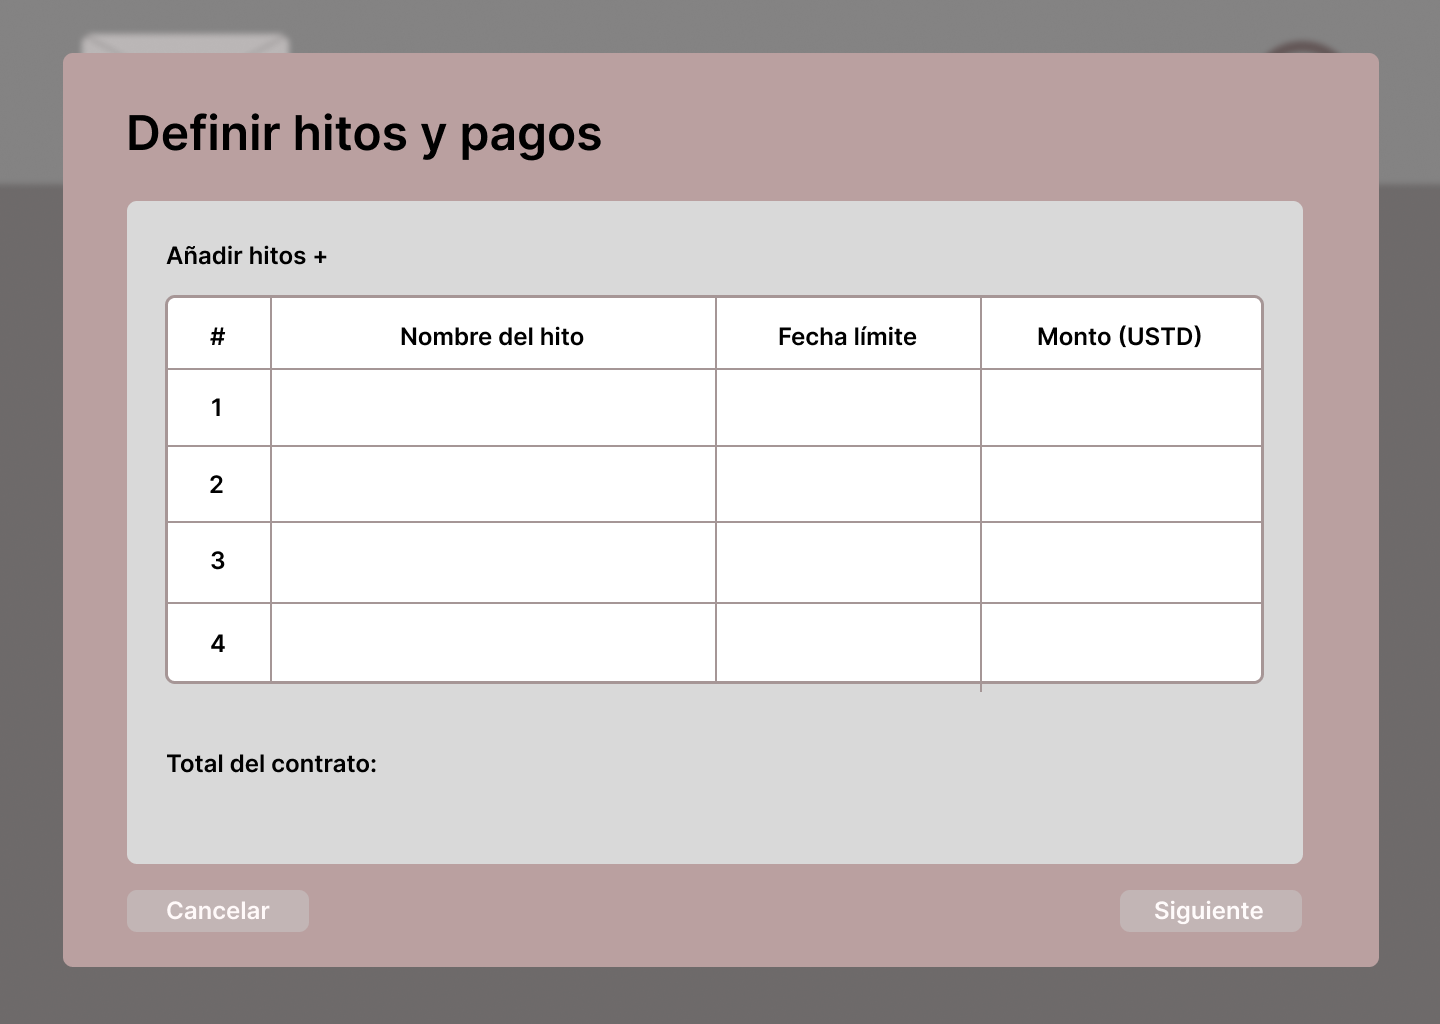 Definir hitos y pagos
Añadir hitos +
# Nombre del hito Fecha límite Monto (USTD)
1
2
3
4
Total del contrato:
Cancelar Siguiente